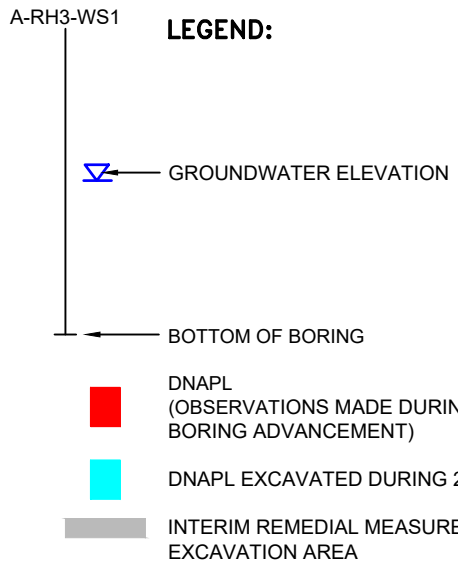 A-RH3-WS1
LEGEND:
GROUNDWATER ELEVATION
BOTTOM OF BORING
DNAPL
(OBSERVATIONS MADE
BORING ADVANCEMENT)
DNAPL EXCAVATED DURING 2
INTERIM REMEDIAL MEASURE
EXCAVATION AREA